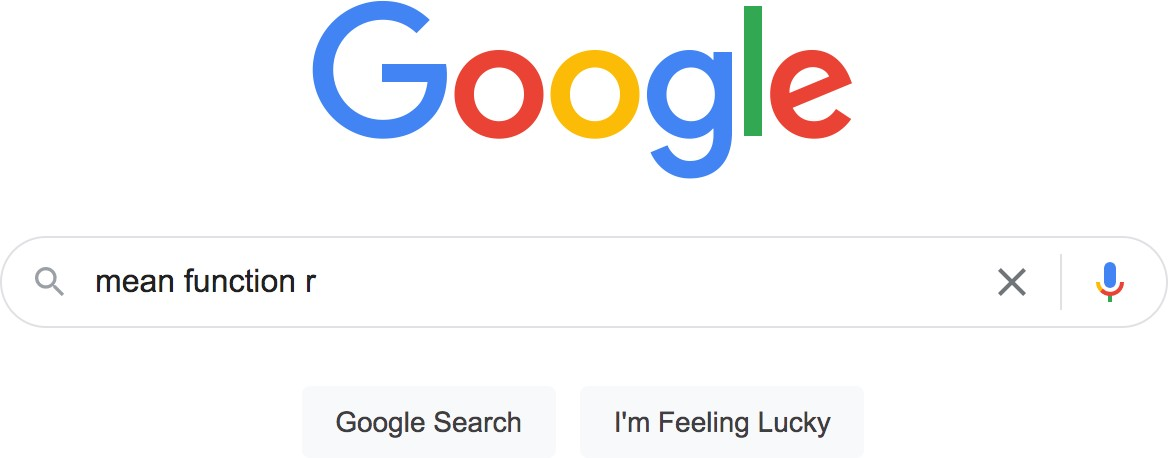 Google
mean function r
Google Search
I'm Feeling Lucky